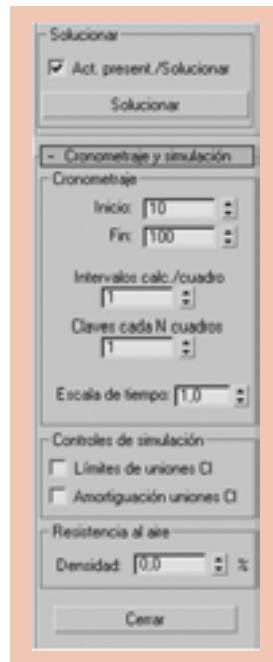 Solucionar
Act. present./Solucionar
Solucionar
- Cronometraje y simulación
Cronometraje
Inicio: 10
Fin: 100
Intervalos calc./cuadro
1
Claves cada N cuadros
1
Escala de tiempo: 1,0
Controles de simulación
Límites de uniones CI
Amortiguación uniones CI
Resistencia al aire
Densidad: 0,0 %
Cerrar